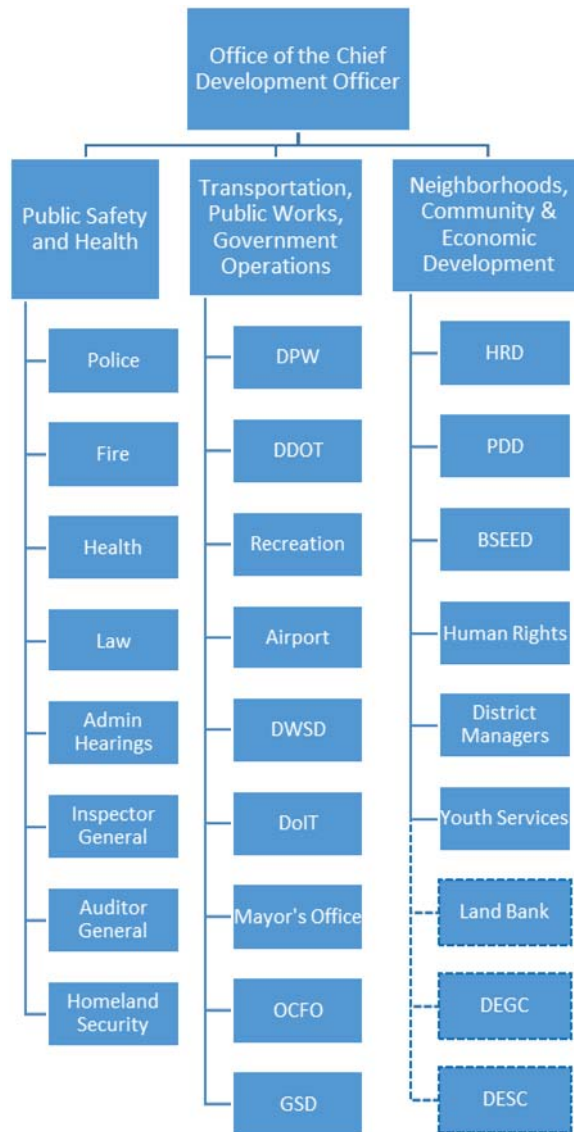 Office of the Chief
Development Officer
Public Safety
and Health
Police
Fire
Health
Law
Admin
Hearings
Inspector
General
Auditor
General
Homeland
Security
Transportation,
Public Works,
Government
Operations
DPW
DDOT
Recreation
Airport
DWSD
DoIT
Mayor's Office
OCFO
GSD
Neighborhoods,
Community &
Economic
Development
HRD
PDD
BSEED
Human Rights
District
Managers
Youth Services
Land Bank
DEGC
DESC